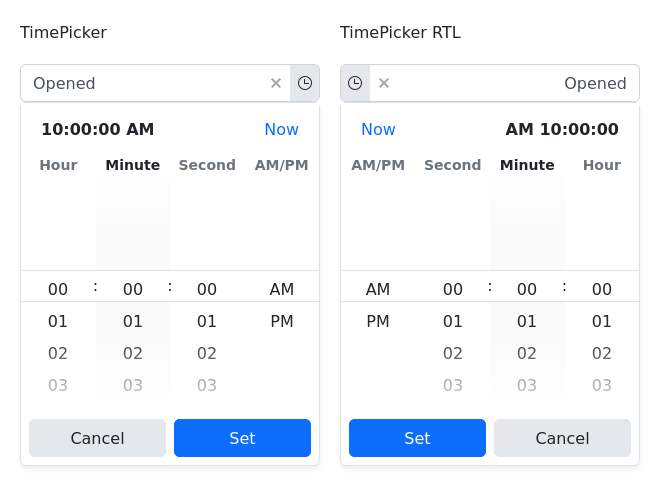 TimePicker
Opened ×
10:00:00 AM Now
Hour Minute Second AM/PM
00 : 00 : 00 AM
01 01 01 PM
02 02 02
03 03 03
Cancel Set
TimePicker RTL
× Opened
Now AM 10:00:00
AM/PM Second Minute Hour
AM 00 : 00 : 00
PM 01 01 01
02 02 02
03 03 03
Set Cancel